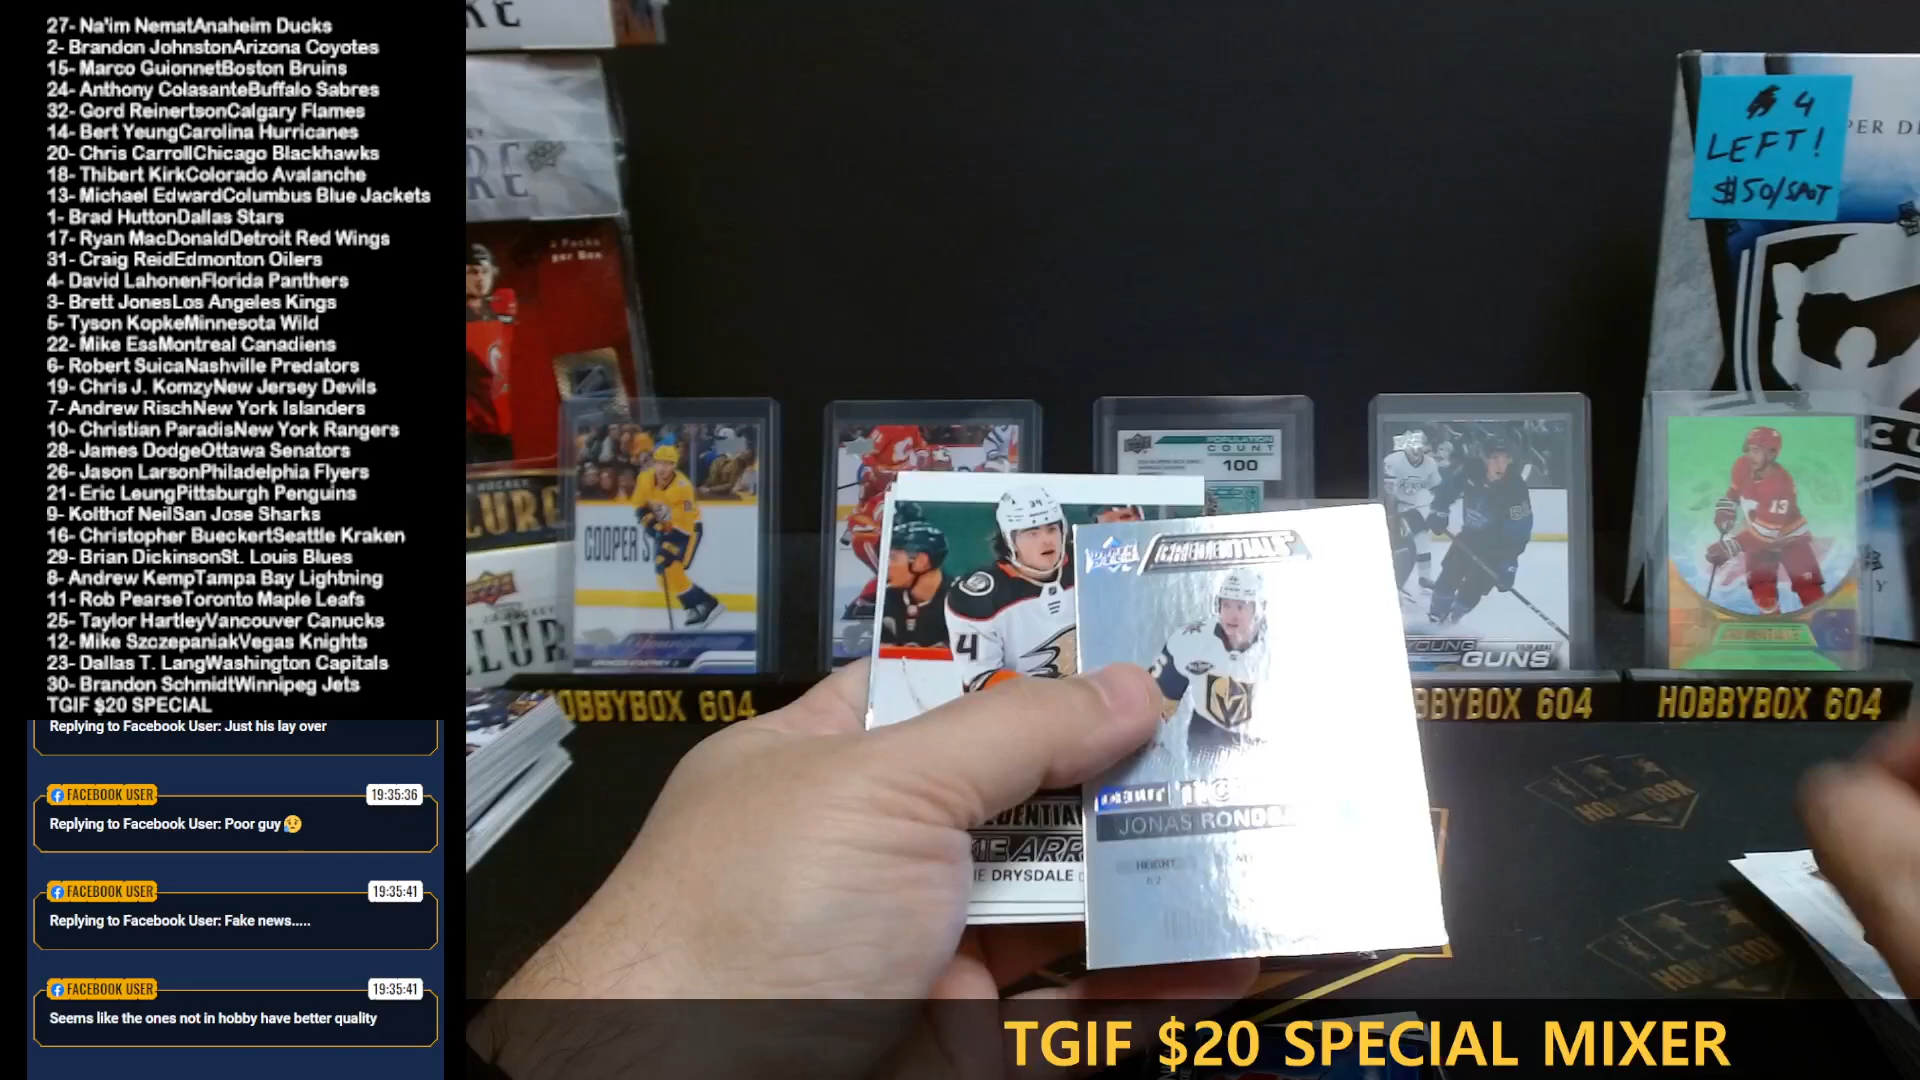 27- Na'im NematAnaheim Ducks
2- Brandon JohnstonArizona Coyotes
15- Marco GuionnetBoston Bruins
24- Anthony ColasanteBuffalo Sabres
32- Gord ReinertsonCalgary Flames
14- Bert YeungCarolina Hurricanes
20- Chris CarrollChicago Blackhawks
18- Thibert KirkColorado Avalanche
13- Michael EdwardColumbus Blue Jackets
1- Brad HuttonDallas Stars
17- Ryan MacDonaldDetroit Red Wings
31- Craig ReidEdmonton Oilers
4- David LahonenFlorida Panthers
3- Brett JonesLos Angeles Kings
5- Tyson KopkeMinnesota Wild
22- Mike EssMontreal Canadiens
6- Robert SuicaNashville Predators
19- Chris J. KomzyNew Jersey Devils
7- Andrew RischNew York Islanders
10- Christian ParadisNew York Rangers
28- James DodgeOttawa Senators
26- Jason LarsonPhiladelphia Flyers
21- Eric LeungPittsburgh Penguins
9- Kolthof NeilSan Jose Sharks
16- Christopher BueckertSeattle Kraken
29- Brian DickinsonSt. Louis Blues
8- Andrew KempTampa Bay Lightning
11- Rob PearseToronto Maple Leafs
25- Taylor HartleyVancouver Canucks
12- Mike SzczepaniakVegas Knights
23- Dallas T. LangWashington Capitals
30- Brandon SchmidtWinnipeg Jets
TGIF $20 SPECIAL
Replying to Facebook User: Just his lay over
FACEBOOK USER 19:35:36
Replying to Facebook User: Poor guy 😥
FACEBOOK USER 19:35:41
Replying to Facebook User: Fake news.....
FACEBOOK USER 19:35:41
Seems like the ones not in hobby have better quality
4
LEFT!
$50/SPOT
POPULATION
COUNT
100
COOPER
CREDENTIALS
JONAS
HEIGHT
DRYSDALE
YOUNG
GUNS
HOBBYBOX 604
HOBBYBOX 604
TGIF $20 SPECIAL MIXER